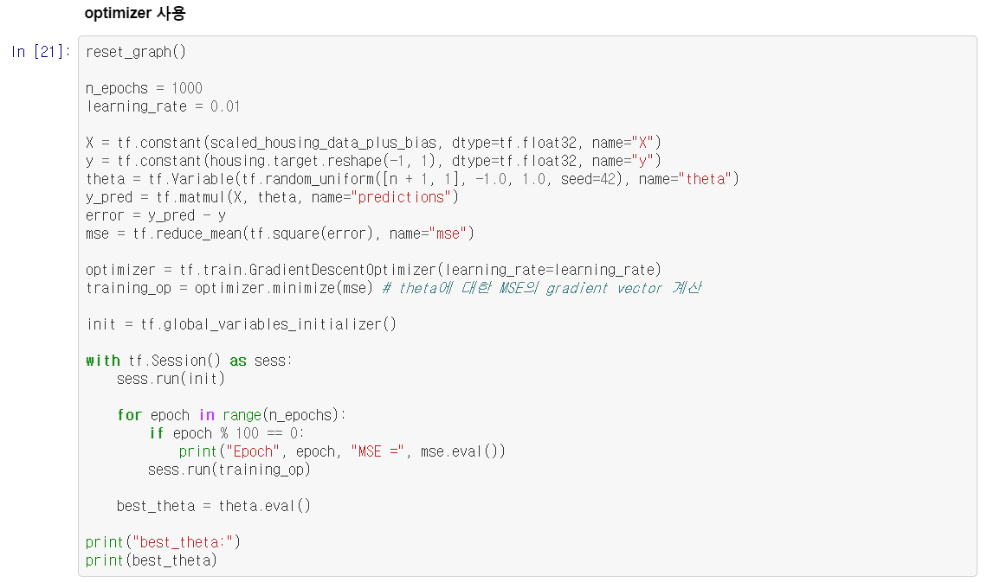 optimizer 사용
In [21]:
reset_graph()
n_epochs = 1000
learning_rate = 0.01
X = tf.constant(scaled_housing_data_plus_bias, dtype=tf.float32, name="X")
y = tf.constant(housing.target.reshape(-1, 1), dtype=tf.float32, name="y")
theta = tf.Variable(tf.random_uniform([n + 1, 1], -1.0, 1.0, seed=42), name="theta")
y_pred = tf.matmul(X, theta, name="predictions")
error = y_pred - y
mse = tf.reduce_mean(tf.square(error), name="mse")
optimizer = tf.train.GradientDescentOptimizer(learning_rate=learning_rate)
training_op = optimizer.minimize(mse) # theta에 대한 MSE의 gradient vector 계산
init = tf.global_variables_initializer()
with tf.Session() as sess:
    sess.run(init)
    for epoch in range(n_epochs):
        if epoch % 100 == 0:
            print("Epoch", epoch, "MSE =", mse.eval())
        sess.run(training_op)
    best_theta = theta.eval()
print("best_theta:")
print(best_theta)